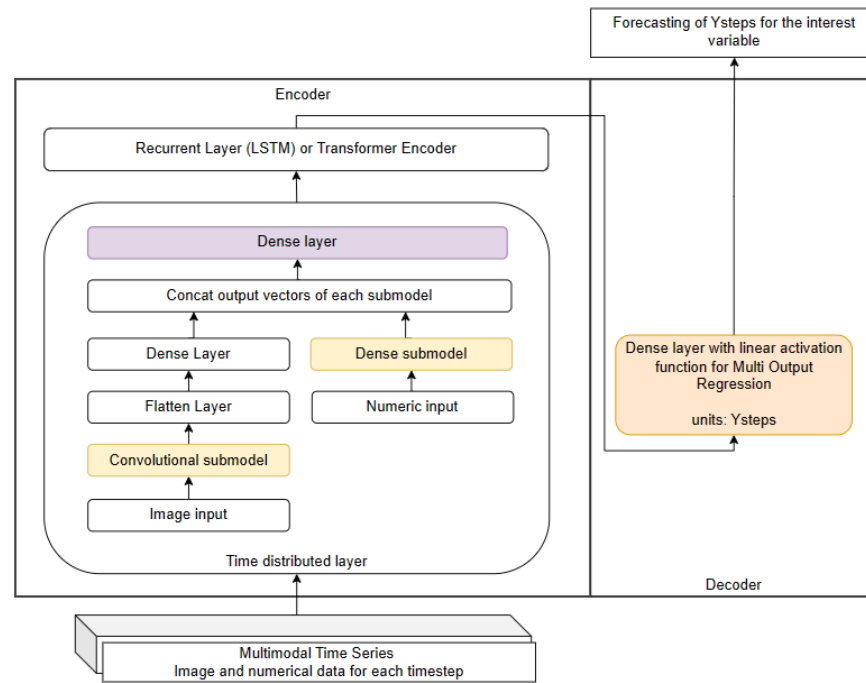 Forecasting of Ysteps for the interest
variable
Encoder
Recurrent Layer (LSTM) or Transformer Encoder
Dense layer
Concat output vectors of each submodel
Dense Layer
Dense submodel
Flatten Layer
Numeric input
Convolutional submodel
Image input
Time distributed layer
Dense layer with linear activation
function for Multi Output
Regression
units: Ysteps
Decoder
Multimodal Time Series
Image and numerical data for each timestep